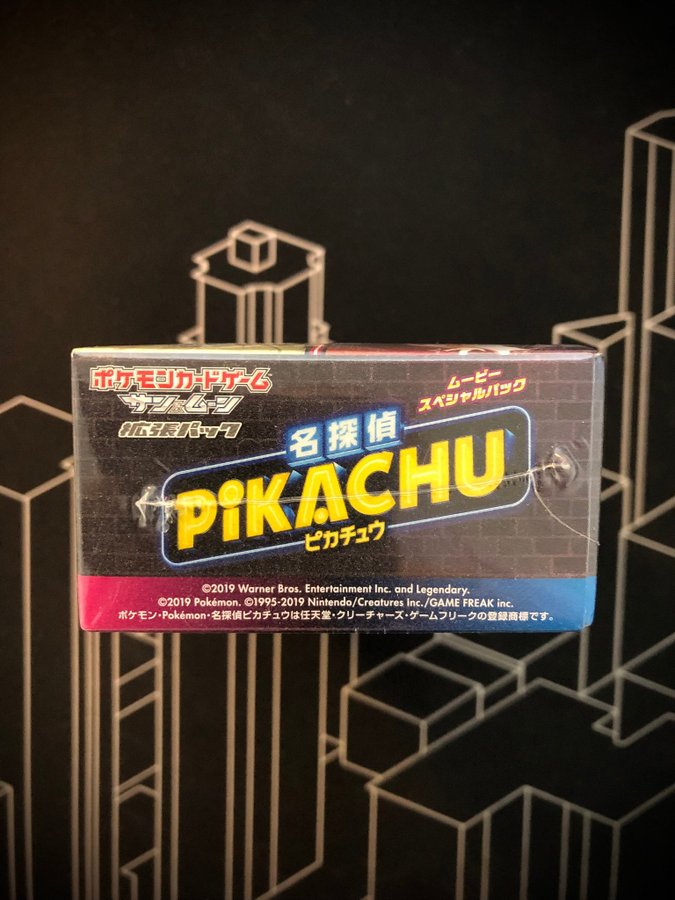 ポケモンカードゲーム
サン&ムーン
拡張パック
ムービー
スペシャルパック
名探偵
PiKACHU
ピカチュウ
©2019 Warner Bros. Entertainment Inc. and Legendary.
©2019 Pokémon. ©1995-2019 Nintendo/Creatures Inc./GAME FREAK inc.
ポケモン・Pokémon・名探偵ピカチュウは任天堂・クリーチャーズ・ゲームフリークの登録商標です。